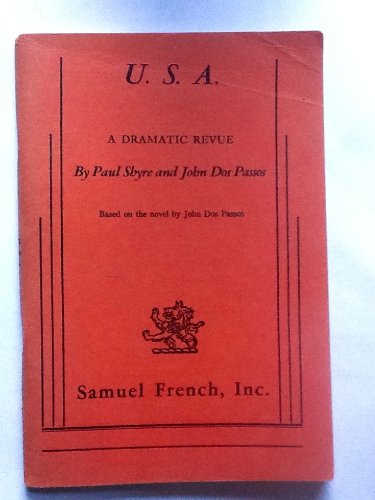 U. S. A.
A DRAMATIC REVUE
By Paul Shyre and John Dos Passos
Based on the novel by John Dos Passos
Samuel French, Inc.